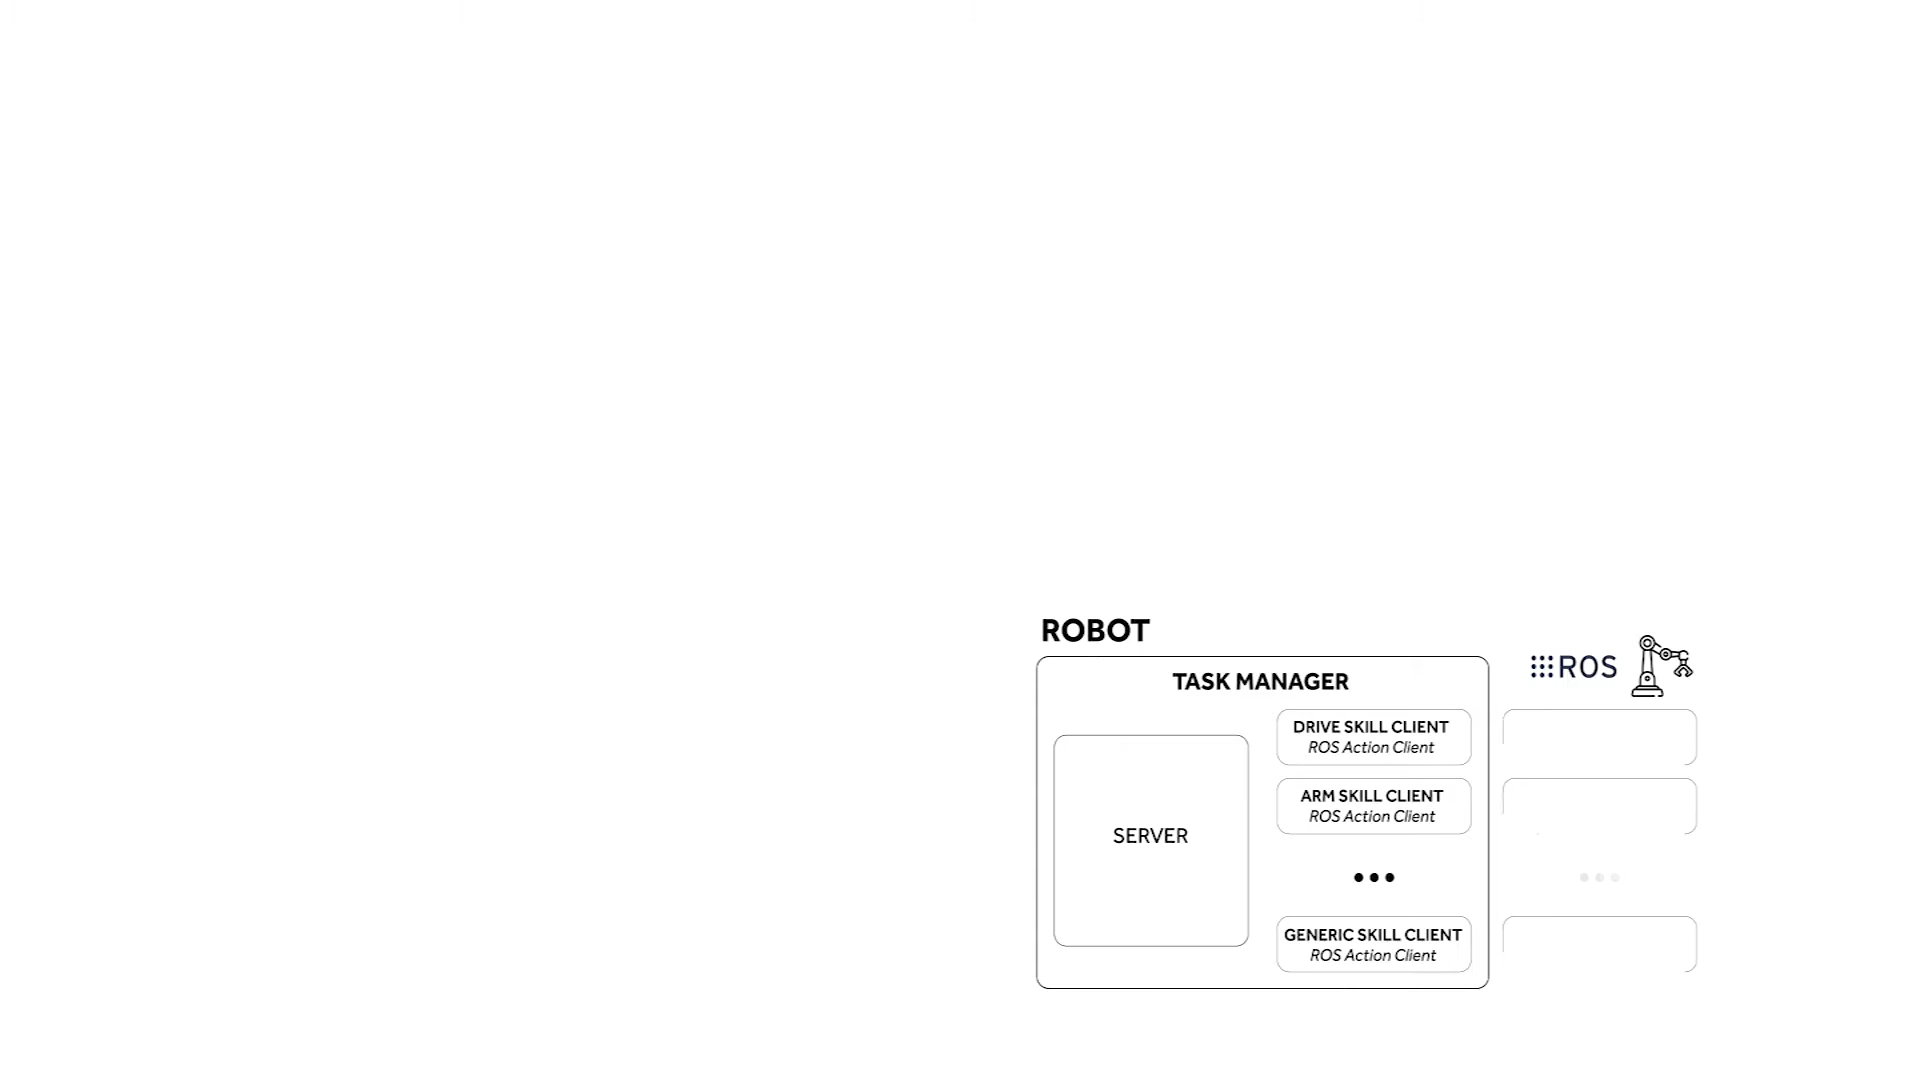 ROBOT
TASK MANAGER
ROS
DRIVE SKILL CLIENT
ROS Action Client
ARM SKILL CLIENT
ROS Action Client
SERVER
GENERIC SKILL CLIENT
ROS Action Client